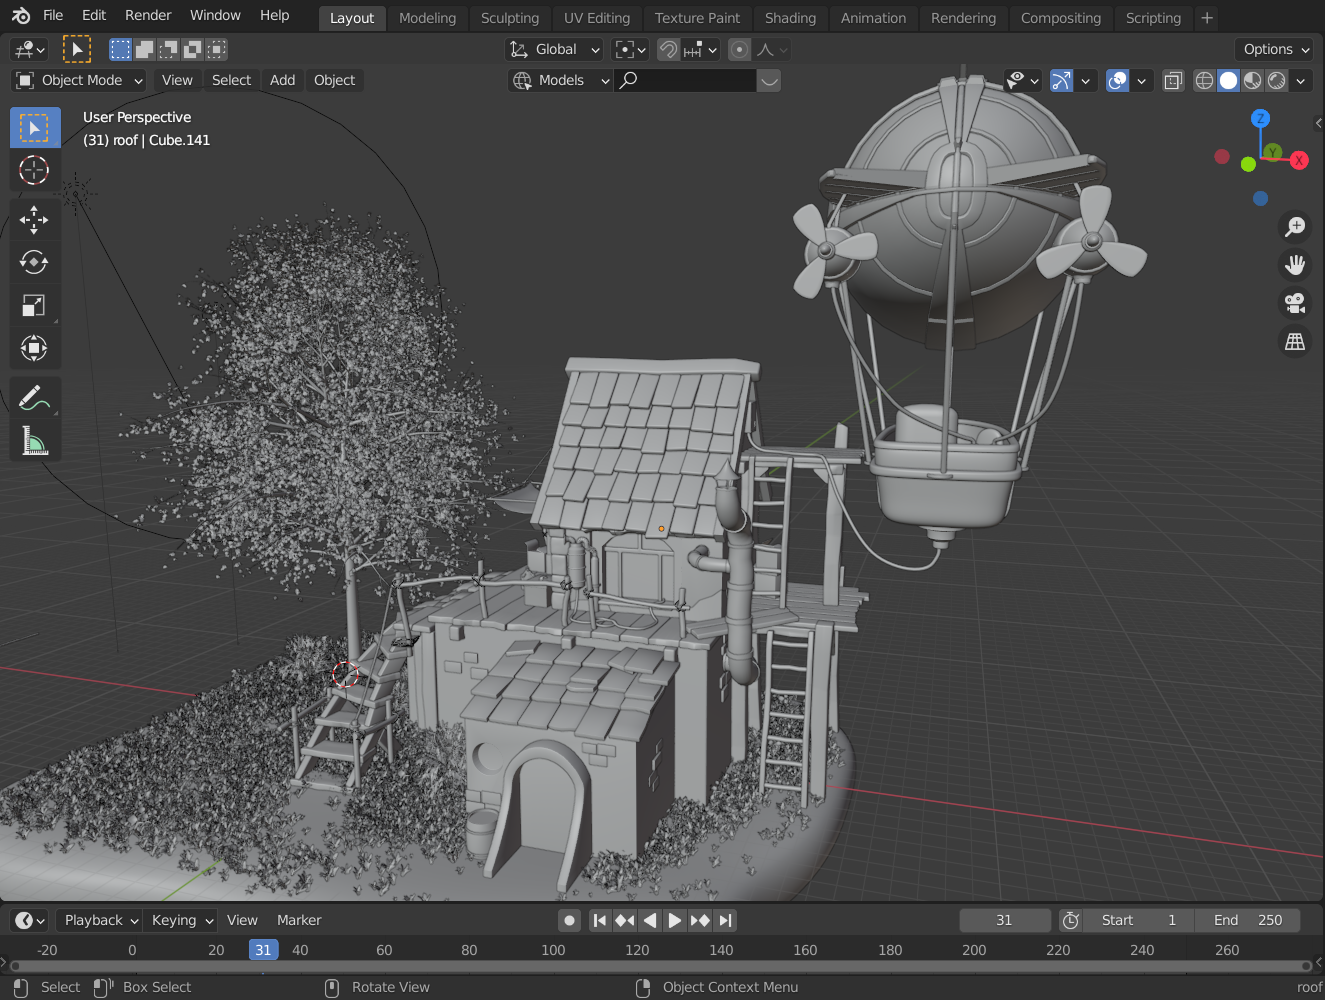 File Edit Render Window Help Layout Modeling Sculpting UV Editing Texture Paint Shading Animation Rendering Compositing Scripting +
Global Options
Object Mode View Select Add Object Models
User Perspective
(31) roof | Cube.141
Z
Y
X
Playback Keying View Marker 31 Start 1 End 250
-20 0 20 31 40 60 80 100 120 140 160 180 200 220 240 260
Select Box Select Rotate View Object Context Menu roof